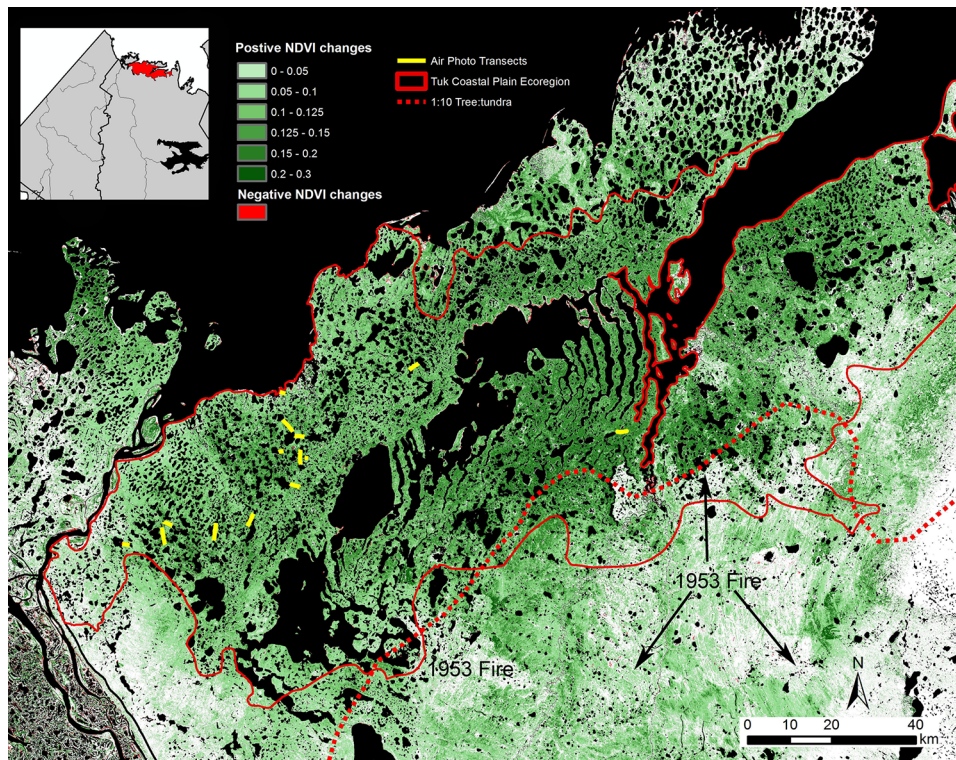 Postive NDVI changes
0 - 0.05
0.05 - 0.1
0.1 - 0.125
0.125 - 0.15
0.15 - 0.2
0.2 - 0.3
Negative NDVI changes
Air Photo Transects
Tuk Coastal Plain Ecoregion
1:10 Tree:tundra
1953 Fire
1953 Fire
N
0 10 20 40
km